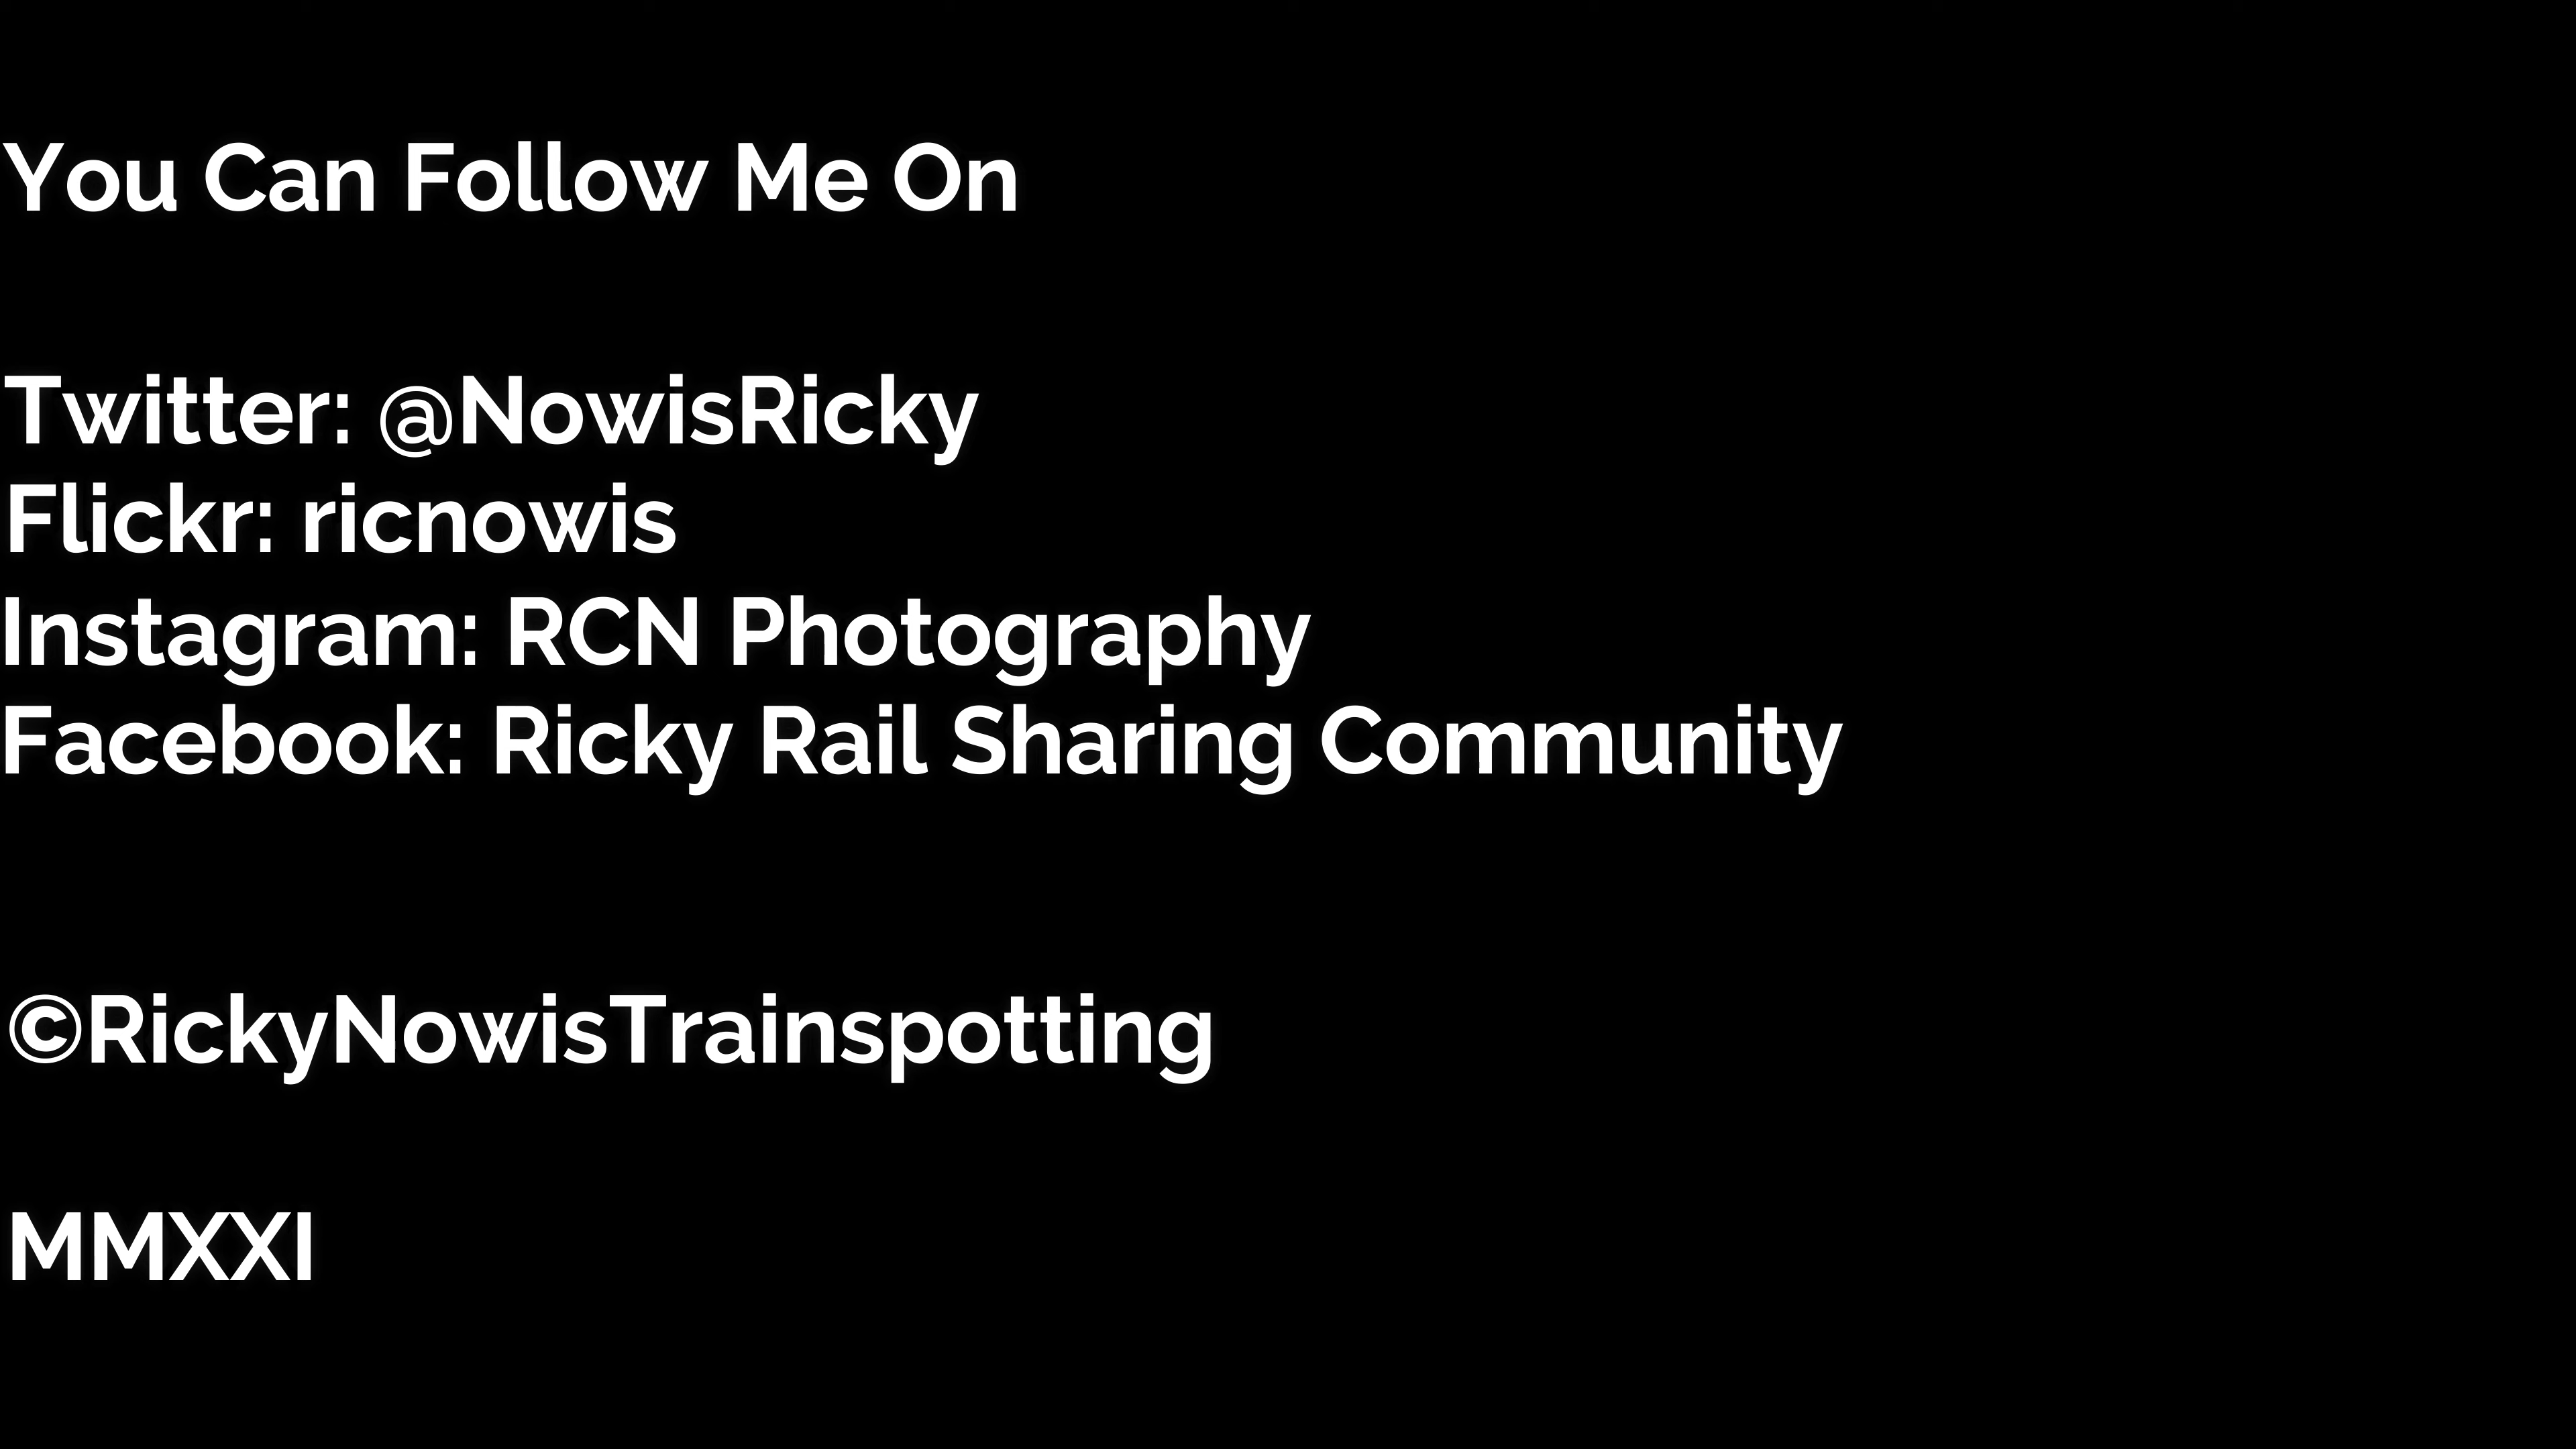 You Can Follow Me On
Twitter: @NowisRicky
Flickr: ricnowis
Instagram: RCN Photography
Facebook: Ricky Rail Sharing Community
©RickyNowisTrainspotting
MMXXI